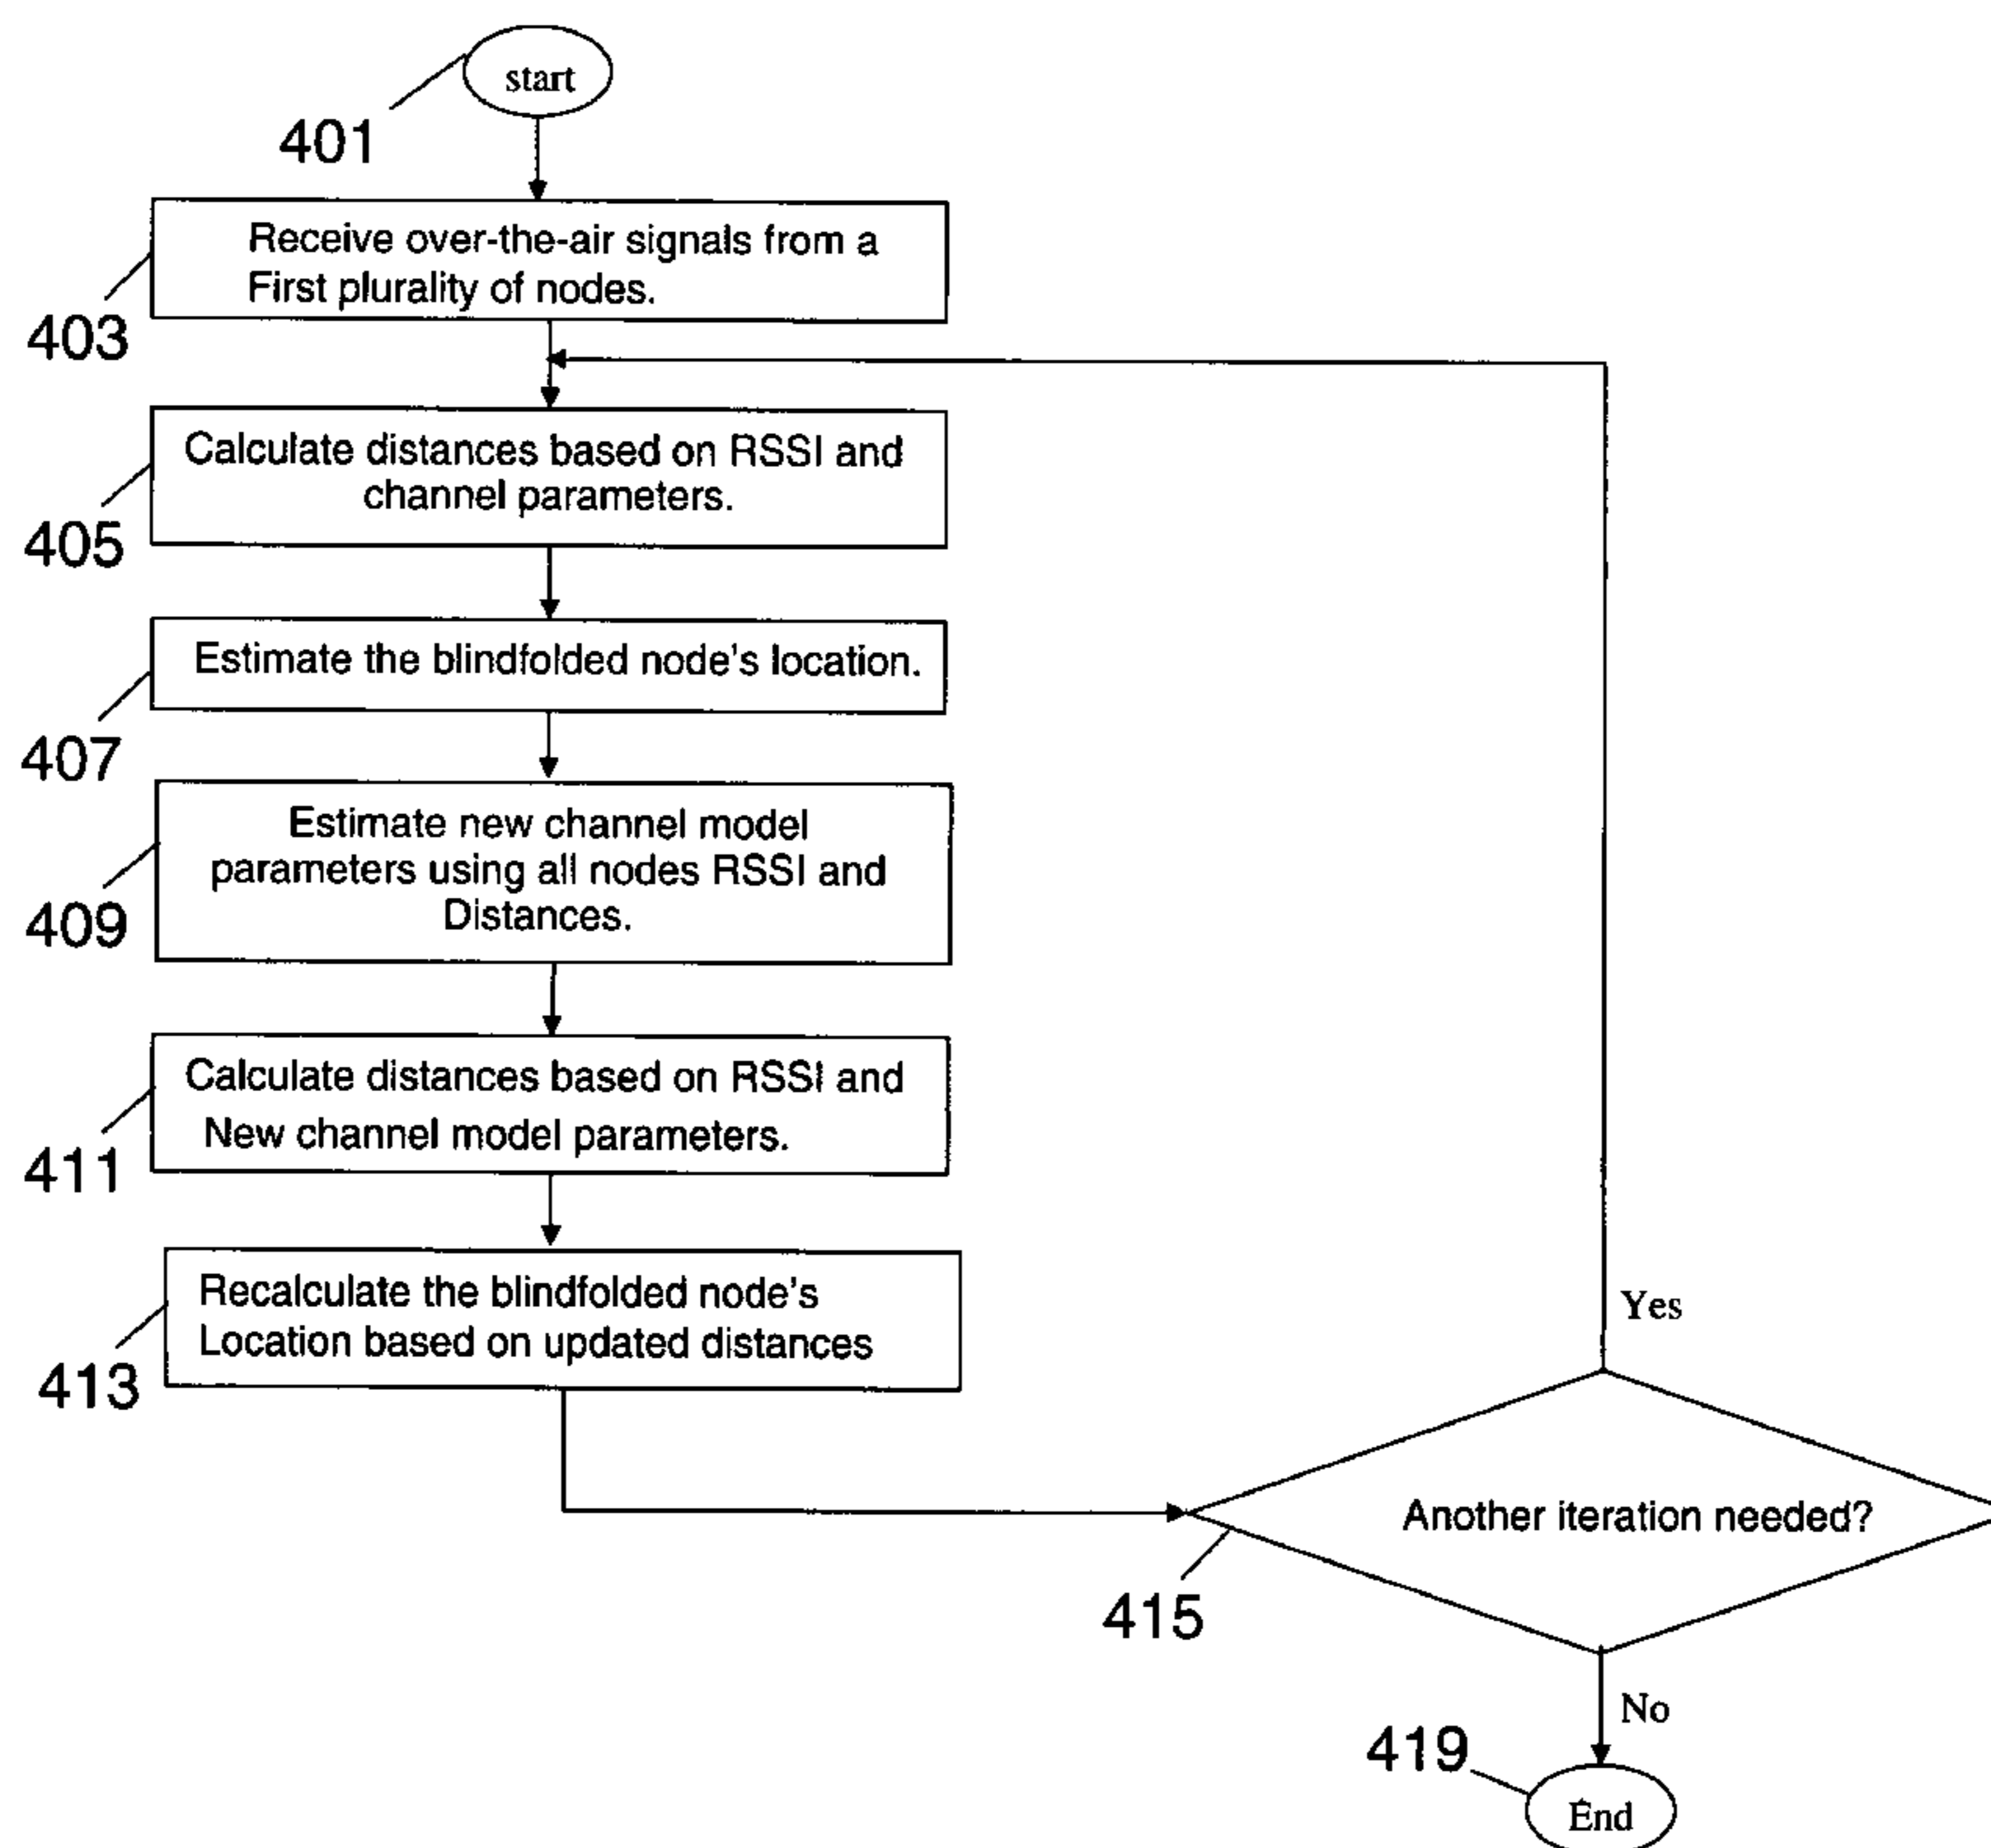 start
401
Receive over-the-air signals from a
First plurality of nodes.
403
Calculate distances based on RSSI and
channel parameters.
405
Estimate the blindfolded node's location.
407
Estimate new channel model
parameters using all nodes RSSI and
Distances.
409
Calculate distances based on RSSI and
New channel model parameters.
411
Recalculate the blindfolded node's
Location based on updated distances
413
Yes
Another iteration needed?
415
No
419
End